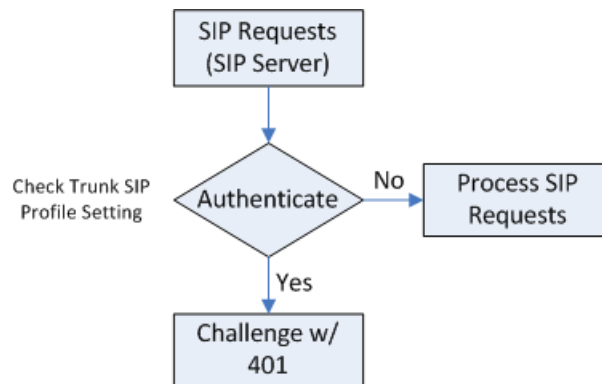 SIP Requests
(SIP Server)
Check Trunk SIP
Profile Setting
Authenticate
No
Process SIP
Requests
Yes
Challenge w/
401